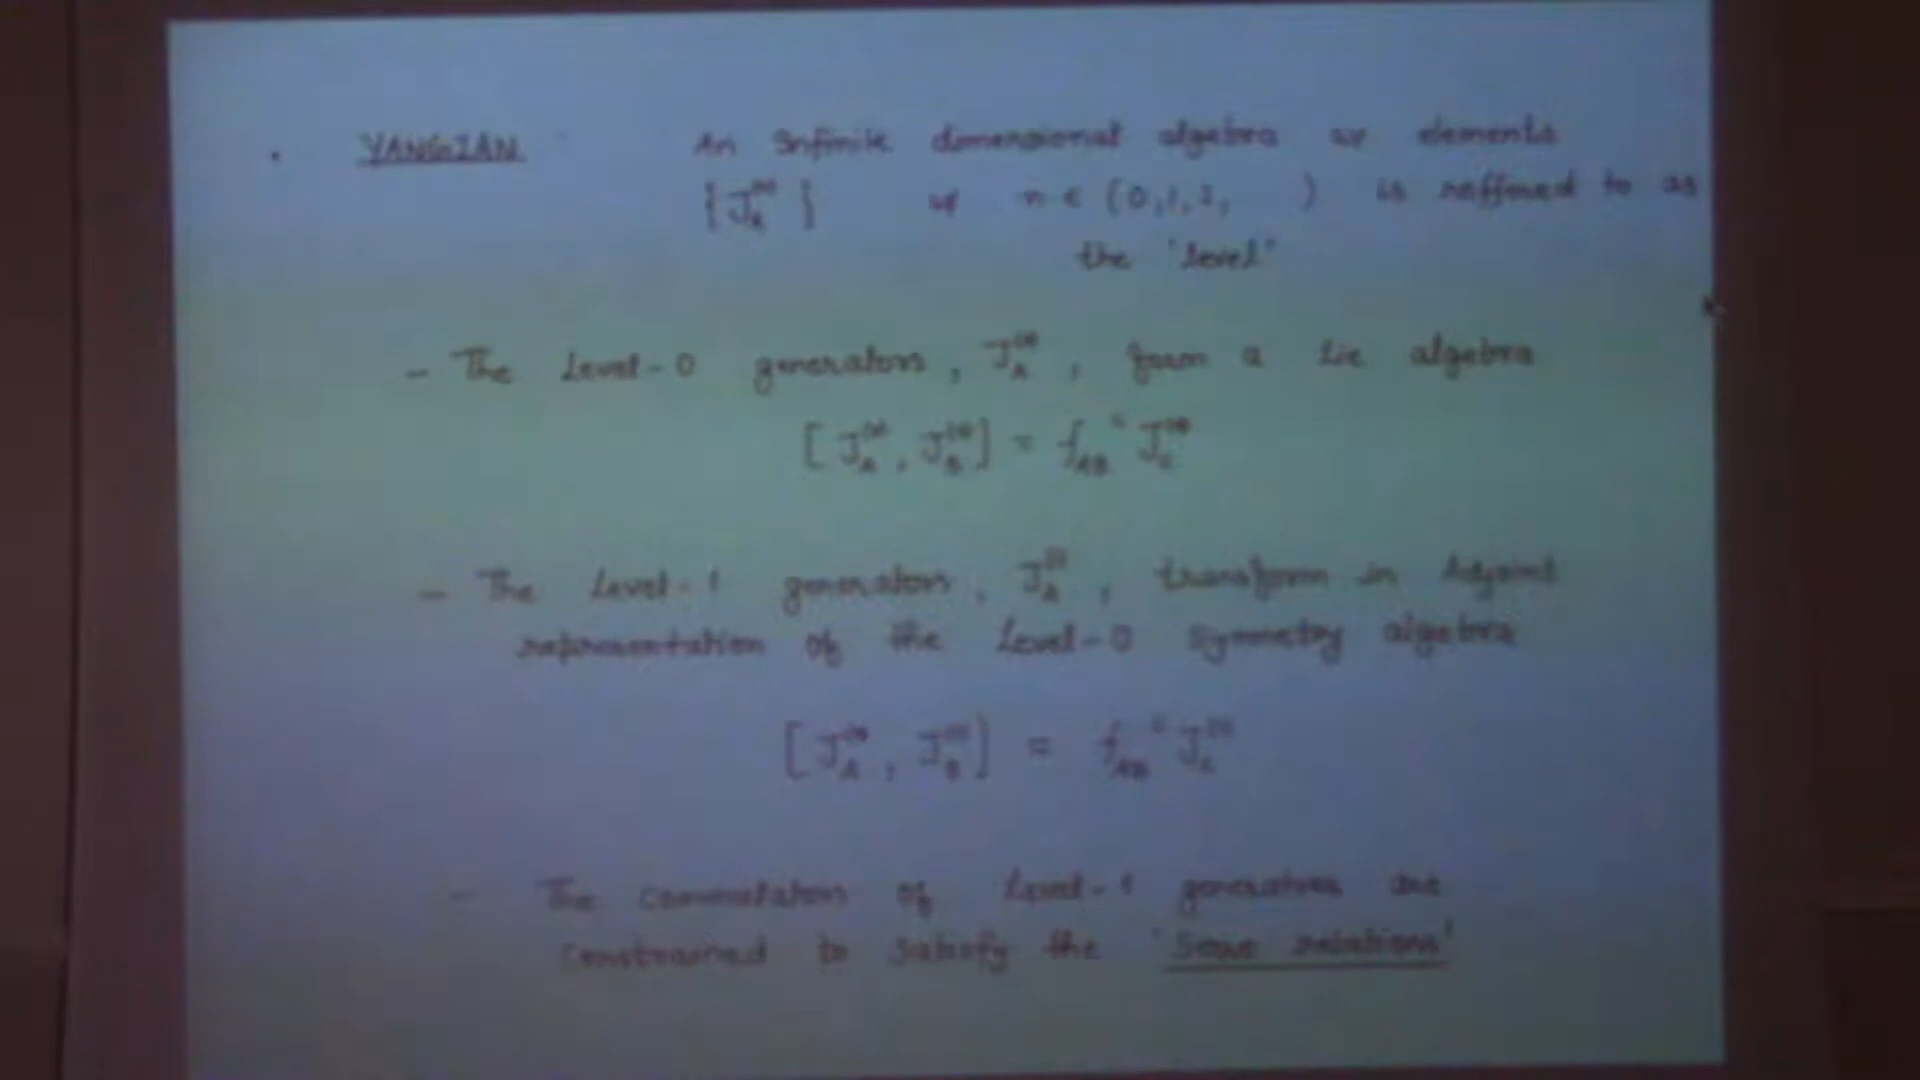 • YANGIAN An Infinite dimensional algebra w/ elements
{J_A^(n)} w/ n ∈ (0,1,2, ) is reffered to as
the 'level'
- The Level-0 generators, J_A^(0), form a Lie algebra
[J_A^(0), J_B^(0)] = f_AB^C J_C^(0)
- The Level-1 generators, J_A^(1), transform in Adjoint
representation of the Level-0 symmetry algebra
[J_A^(0), J_B^(1)] = f_AB^C J_C^(1)
- The Commutators of Level-1 generators are
constrained to satisfy the 'Serre relations'